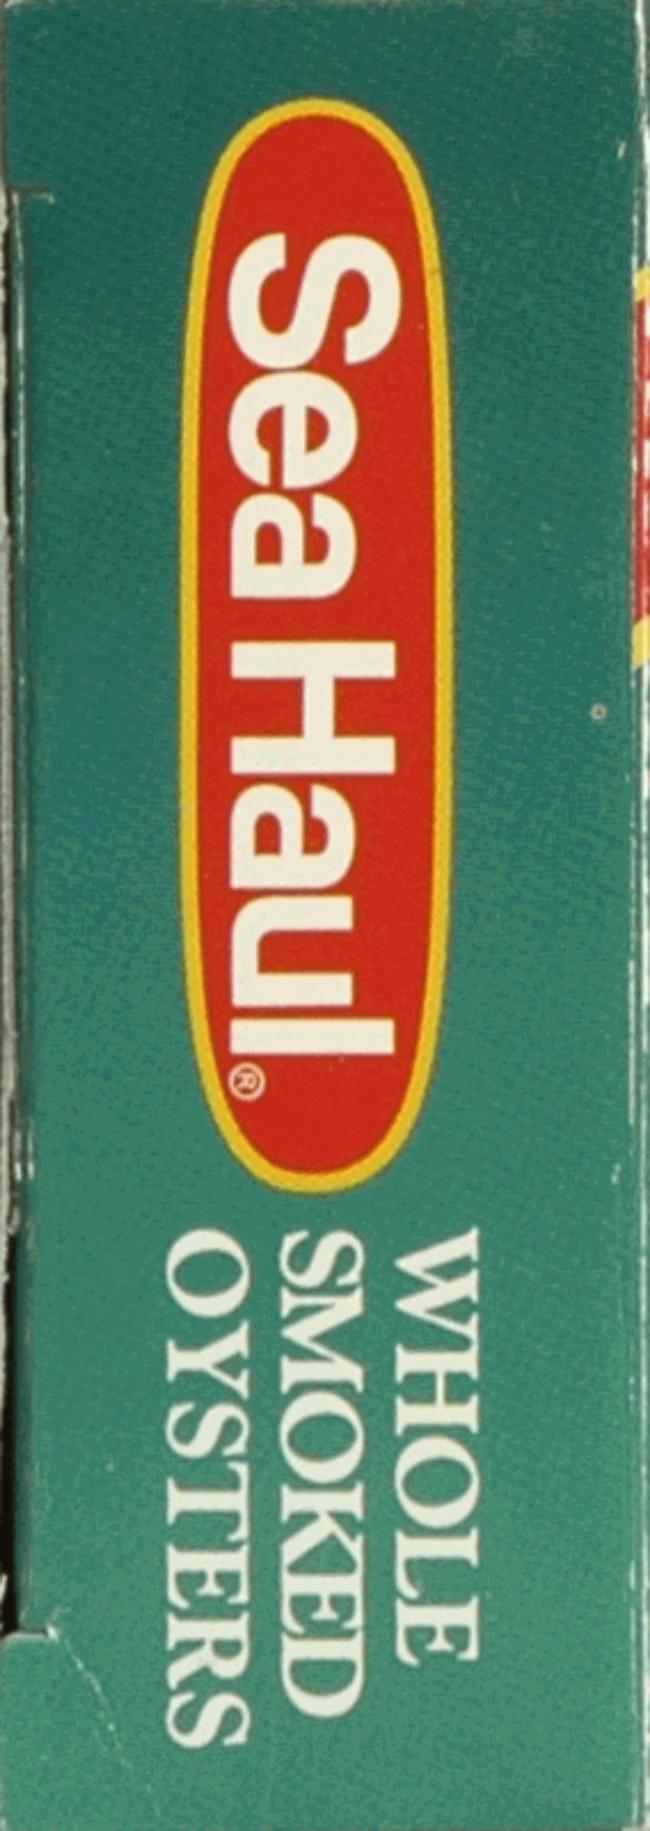 Sea Haul®
WHOLE
SMOKED
OYSTERS